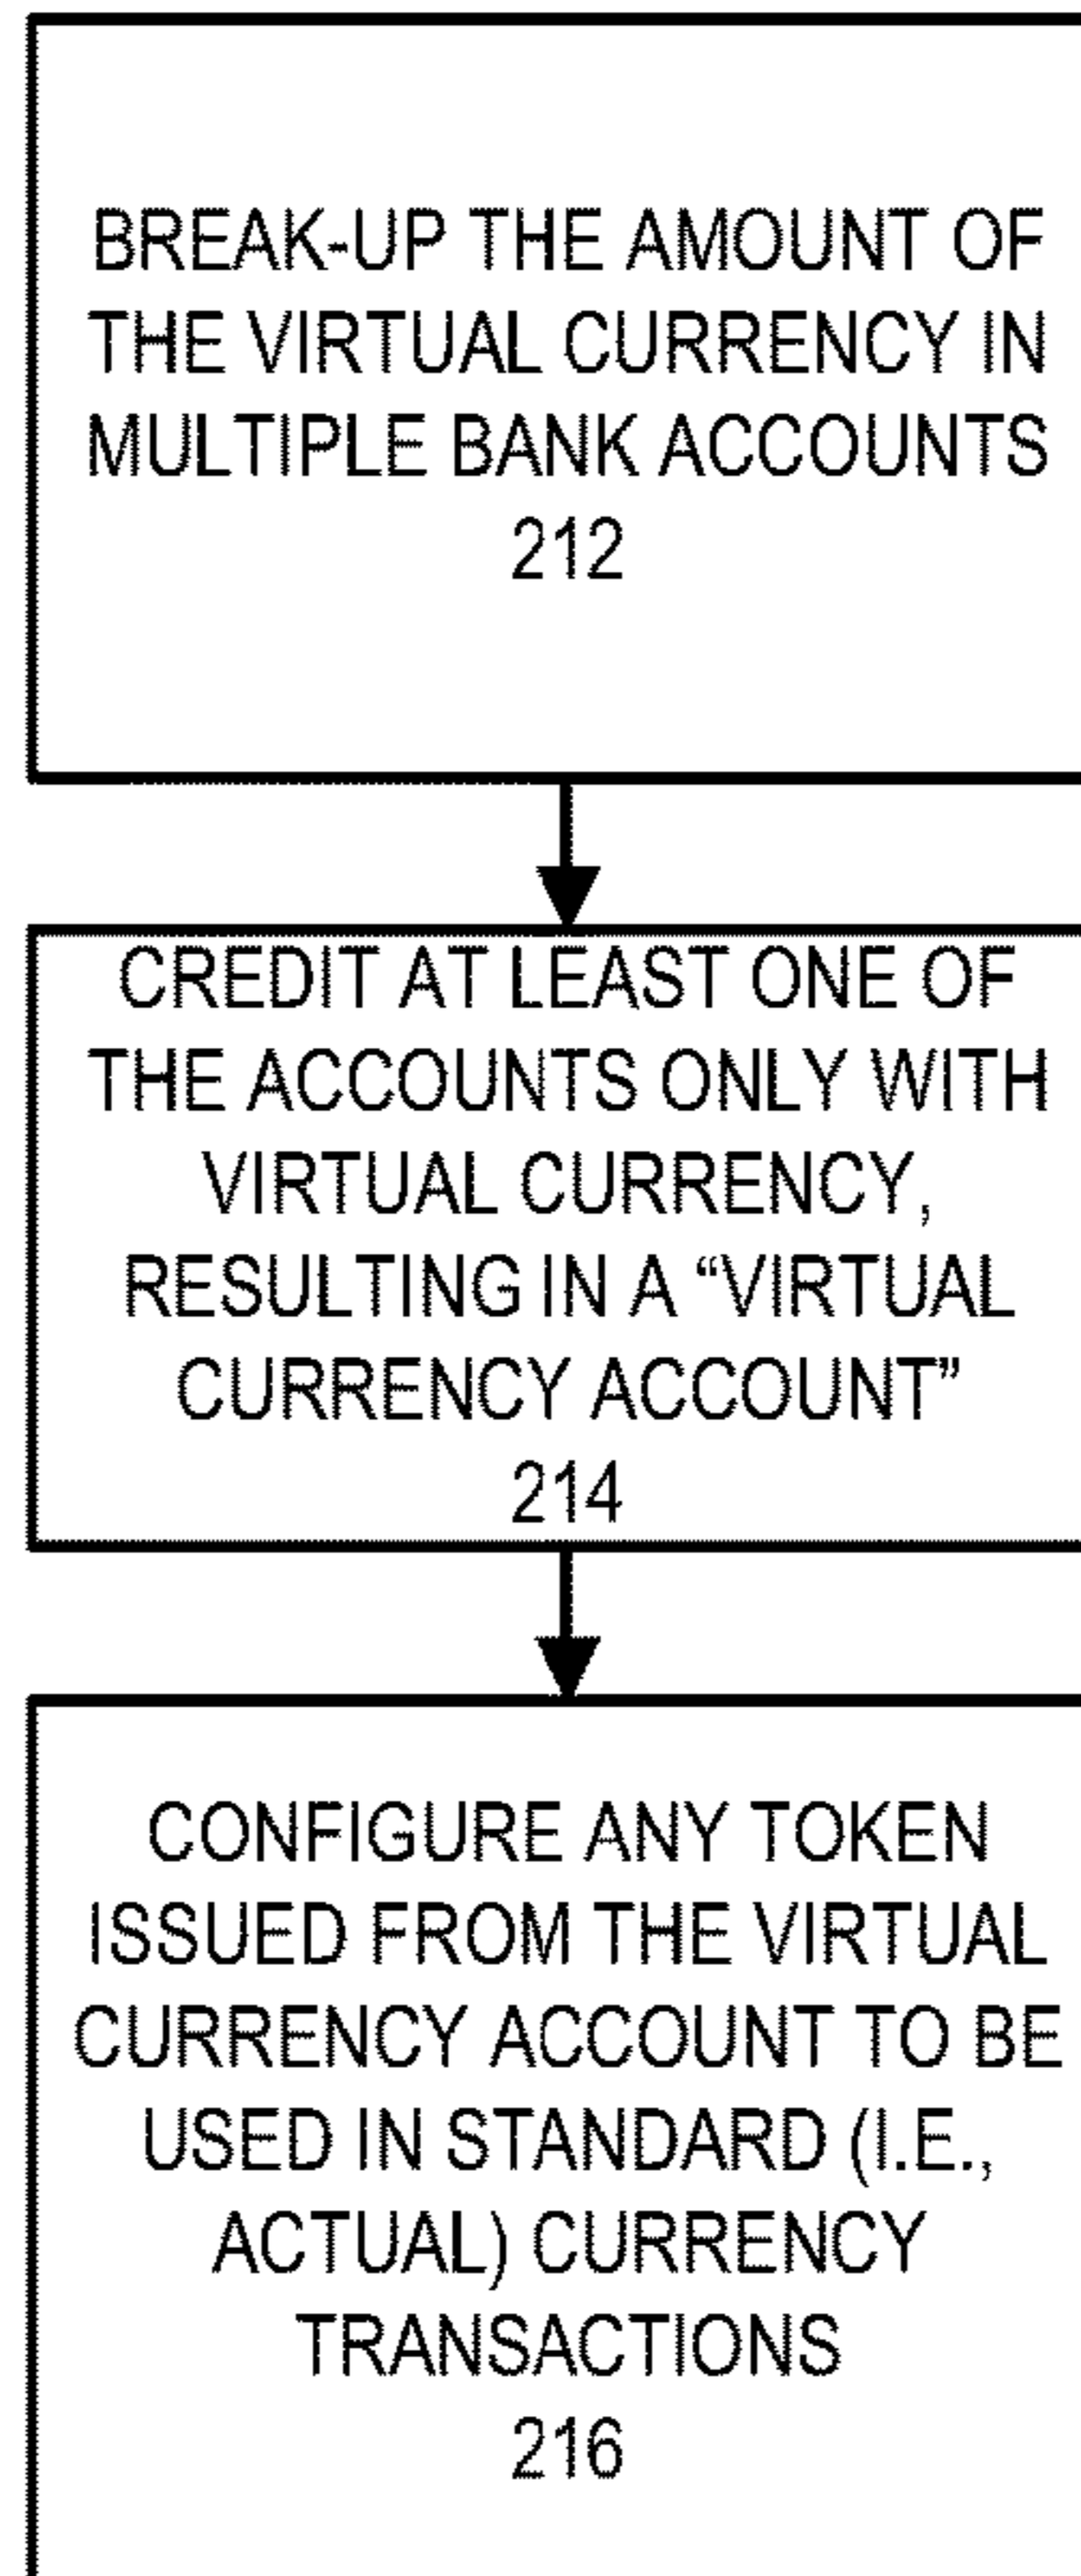 BREAK-UP THE AMOUNT OF
THE VIRTUAL CURRENCY IN
MULTIPLE BANK ACCOUNTS
212
CREDIT AT LEAST ONE OF
THE ACCOUNTS ONLY WITH
VIRTUAL CURRENCY,
RESULTING IN A “VIRTUAL
CURRENCY ACCOUNT”
214
CONFIGURE ANY TOKEN
ISSUED FROM THE VIRTUAL
CURRENCY ACCOUNT TO BE
USED IN STANDARD (I.E.,
ACTUAL) CURRENCY
TRANSACTIONS
216